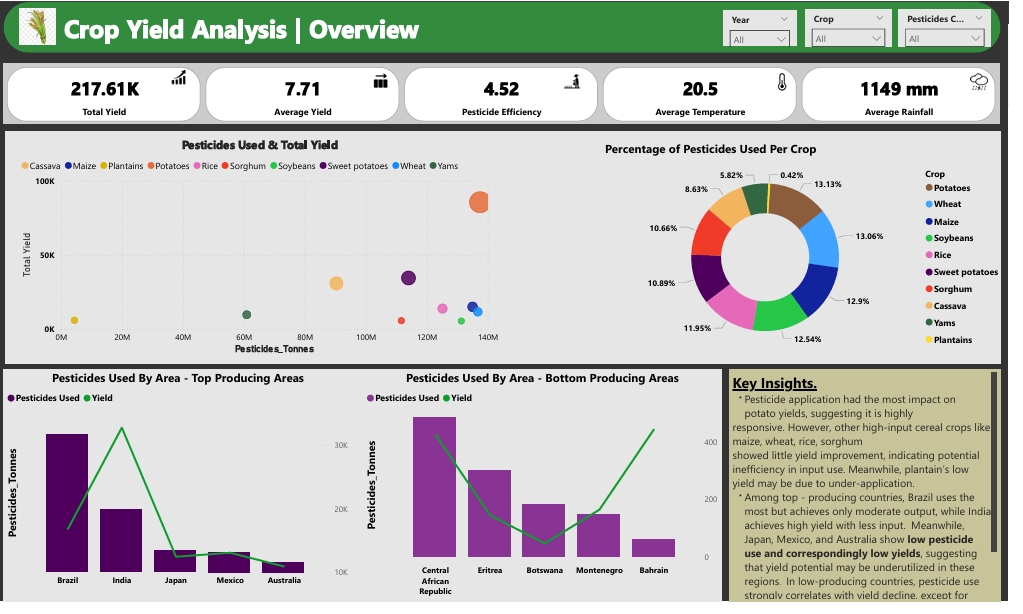 Crop Yield Analysis | Overview
Year
All
Crop
All
Pesticides C...
All
217.61K
Total Yield
7.71
Average Yield
4.52
Pesticide Efficiency
20.5
Average Temperature
1149 mm
Average Rainfall
Pesticides Used & Total Yield
Cassava Maize Plantains Potatoes Rice Sorghum Soybeans Sweet potatoes Wheat Yams
100K
50K
0K
Total Yield
0M 20M 40M 60M 80M 100M 120M 140M
Pesticides_Tonnes
Percentage of Pesticides Used Per Crop
0.42%
13.13%
13.06%
12.9%
12.54%
11.95%
10.89%
10.66%
8.63%
5.82%
Crop
Potatoes
Wheat
Maize
Soybeans
Rice
Sweet potatoes
Sorghum
Cassava
Yams
Plantains
Pesticides Used By Area - Top Producing Areas
Pesticides Used Yield
Pesticides_Tonnes
30K
20K
10K
Brazil India Japan Mexico Australia
Pesticides Used By Area - Bottom Producing Areas
Pesticides Used Yield
Pesticides_Tonnes
400
200
0
Central African Republic Eritrea Botswana Montenegro Bahrain
Key Insights.
• Pesticide application had the most impact on
potato yields, suggesting it is highly
responsive. However, other high-input cereal crops like
maize, wheat, rice, sorghum
showed little yield improvement, indicating potential
inefficiency in input use. Meanwhile, plantain's low
yield may be due to under-application.
• Among top - producing countries, Brazil uses the
most but achieves only moderate output, while India
achieves high yield with less input. Meanwhile,
Japan, Mexico, and Australia show low pesticide
use and correspondingly low yields, suggesting
that yield potential may be underutilized in these
regions. In low-producing countries, pesticide use
strongly correlates with yield decline, except for